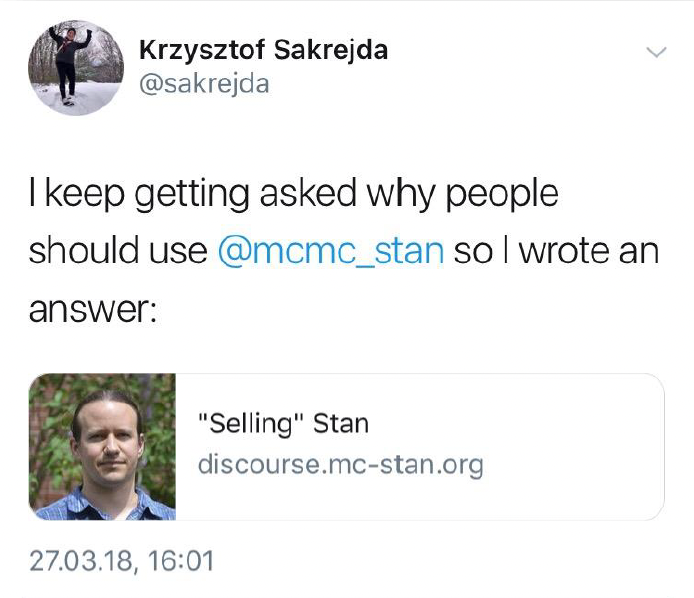 Krzysztof Sakrejda
@sakrejda
I keep getting asked why people
should use @mcmc_stan so I wrote an
answer:
"Selling" Stan
discourse.mc-stan.org
27.03.18, 16:01